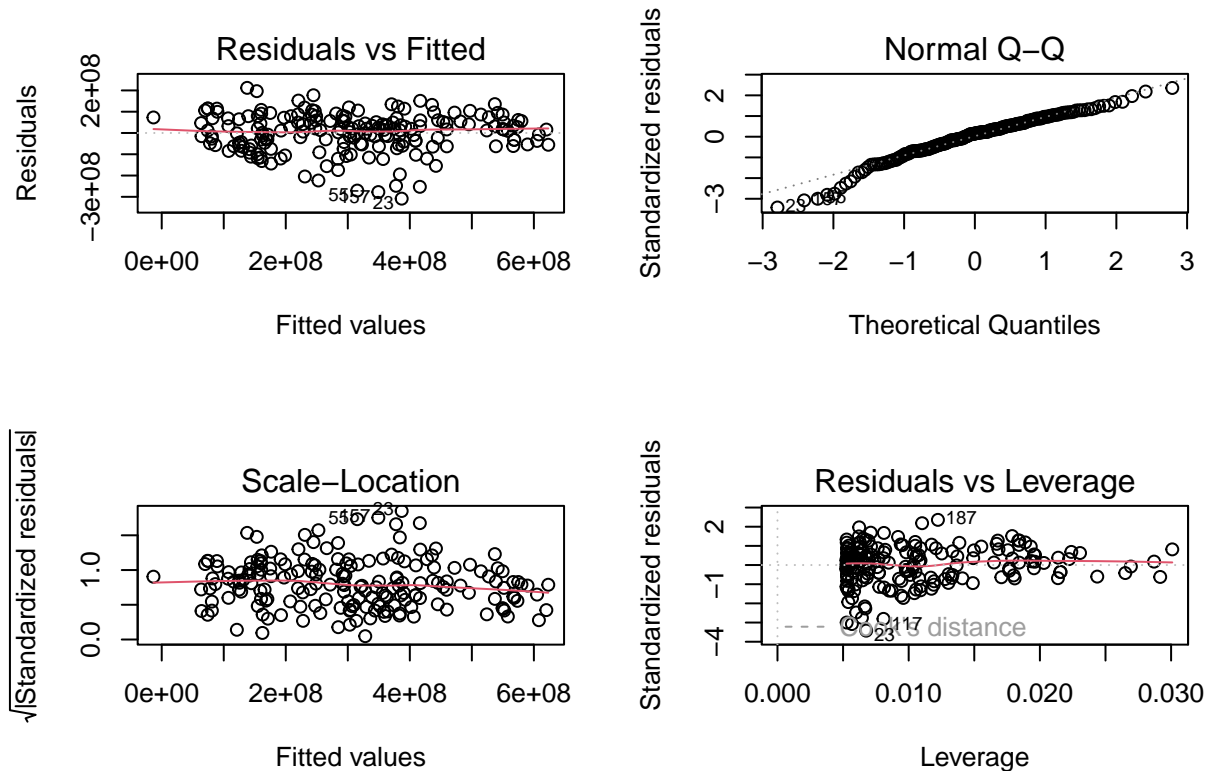 Residuals vs Fitted
Residuals
2e+08
−3e+08
55
157
23
0e+00 2e+08 4e+08 6e+08
Fitted values
Normal Q−Q
Standardized residuals
2
0
−3
23
−3 −2 −1 0 1 2 3
Theoretical Quantiles
Scale−Location
√|Standardized residuals|
1.0
0.0
55
157
23
0e+00 2e+08 4e+08 6e+08
Fitted values
Residuals vs Leverage
Standardized residuals
2
−1
−4
187
117
23
Cook's distance
0.000 0.010 0.020 0.030
Leverage